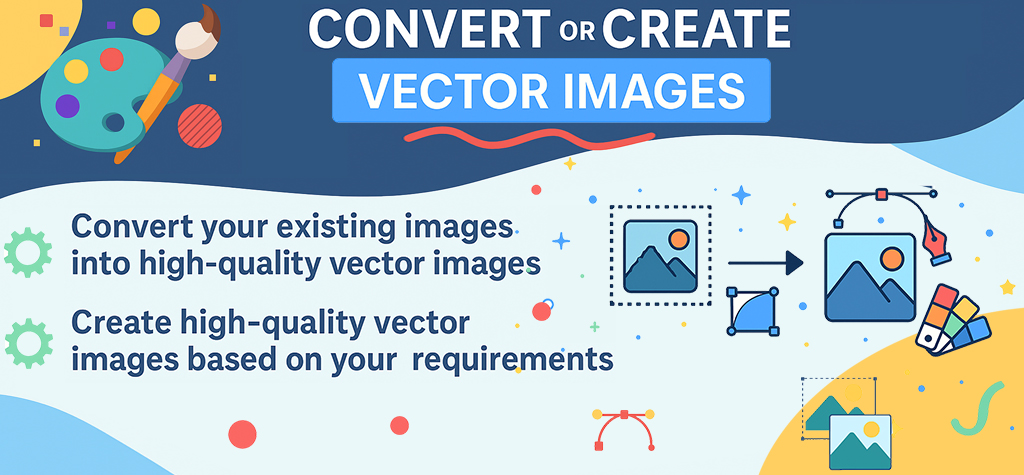 CONVERT OR CREATE
VECTOR IMAGES
Convert your existing images
into high-quality vector images
Create high-quality vector
images based on your requirements